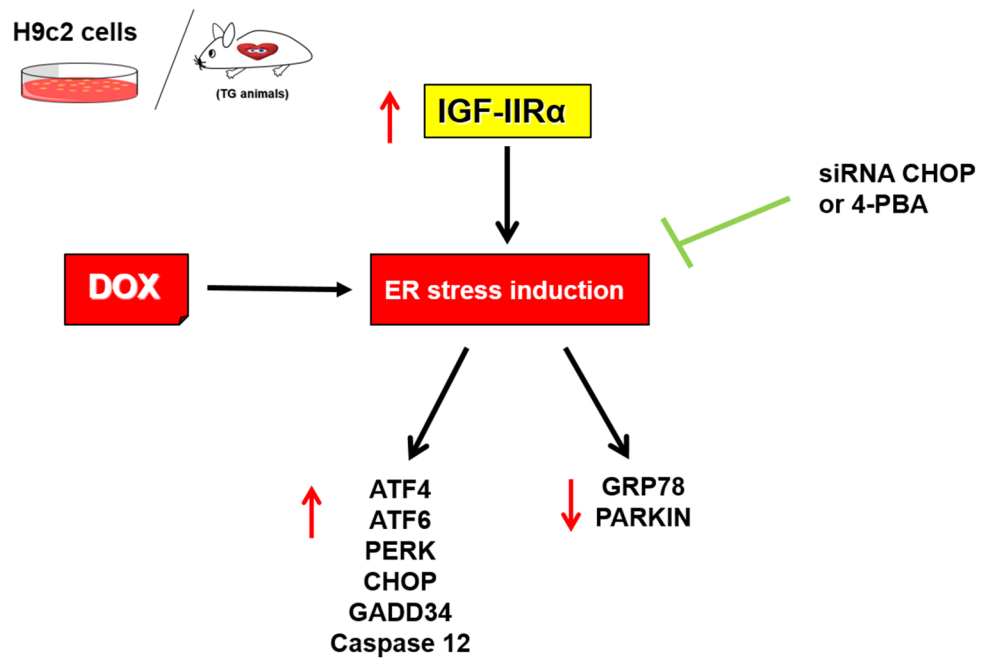 H9c2 cells
(TG animals)
IGF-IIRα
siRNA CHOP
or 4-PBA
DOX
ER stress induction
ATF4
ATF6
PERK
CHOP
GADD34
Caspase 12
GRP78
PARKIN